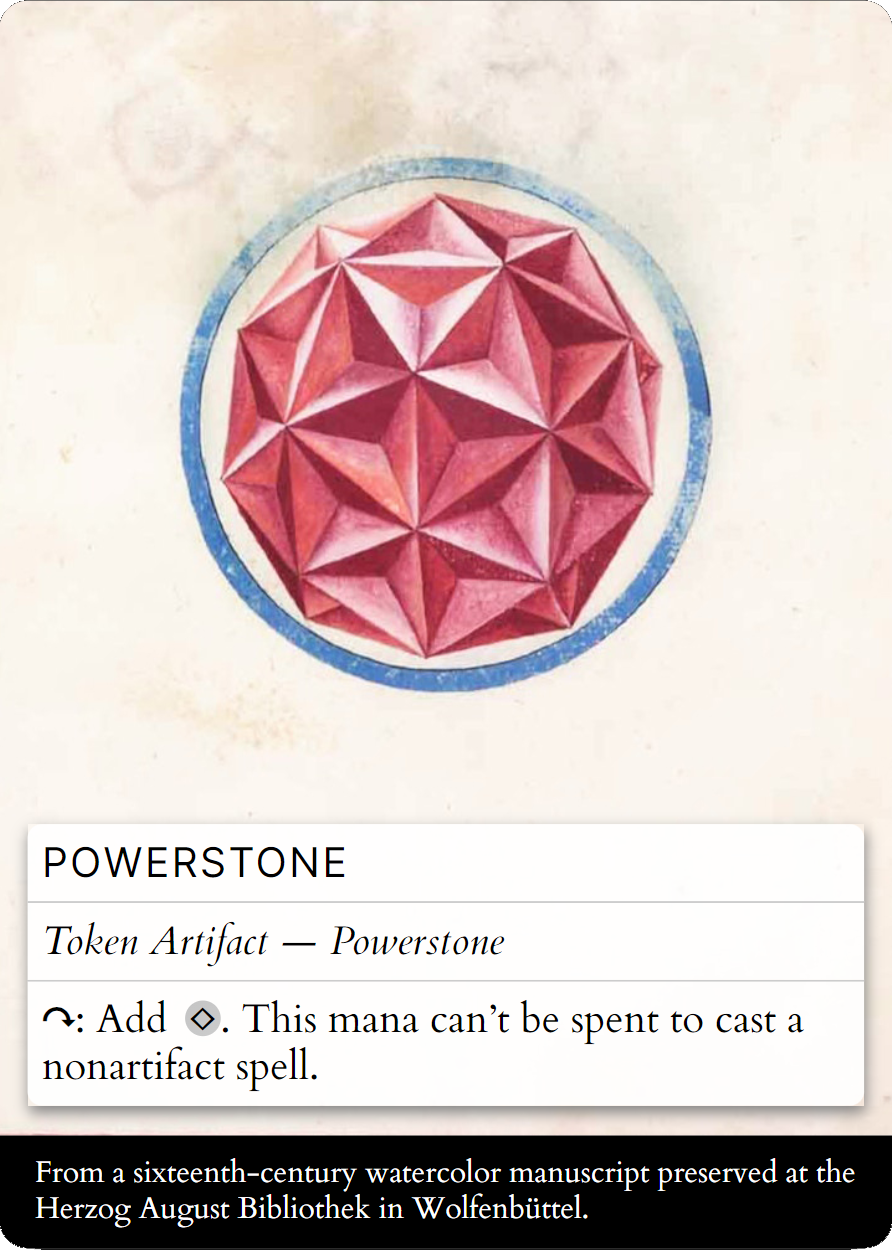 POWERSTONE
Token Artifact — Powerstone
↷: Add ◇. This mana can’t be spent to cast a
nonartifact spell.
From a sixteenth-century watercolor manuscript preserved at the
Herzog August Bibliothek in Wolfenbüttel.